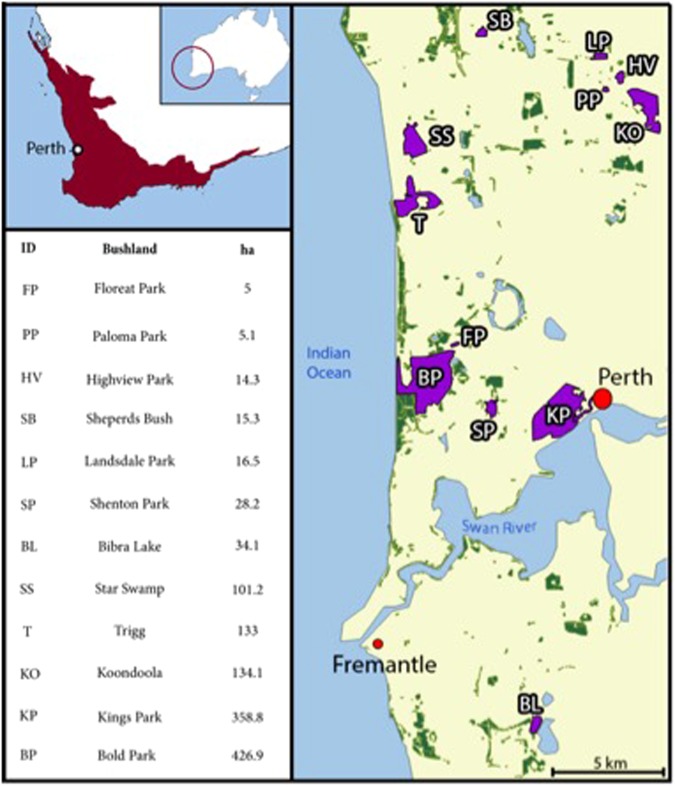 Perth
ID Bushland ha
FP Floreat Park 5
PP Paloma Park 5.1
HV Highview Park 14.3
SB Sheperds Bush 15.3
LP Landsdale Park 16.5
SP Shenton Park 28.2
BL Bibra Lake 34.1
SS Star Swamp 101.2
T Trigg 133
KO Koondoola 134.1
KP Kings Park 358.8
BP Bold Park 426.9
SB
LP
HV
PP
KO
SS
T
Indian
Ocean
FP
BP
Perth
KP
SP
Swan River
Fremantle
BL
5 km